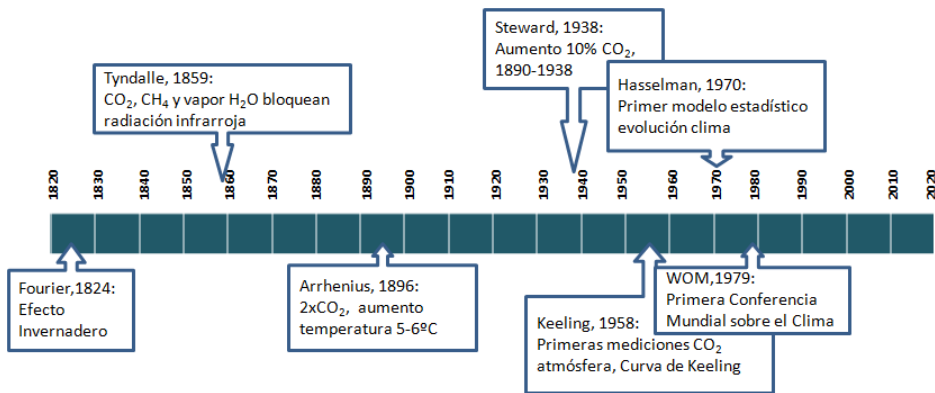 Steward, 1938:
Aumento 10% CO₂,
1890-1938
Tyndalle, 1859:
CO₂, CH₄ y vapor H₂O bloquean
radiación infrarroja
Hasselman, 1970:
Primer modelo estadístico
evolución clima
1820 1830 1840 1850 1860 1870 1880 1890 1900 1910 1920 1930 1940 1950 1960 1970 1980 1990 2000 2010 2020
Fourier,1824:
Efecto
Invernadero
Arrhenius, 1896:
2xCO₂, aumento
temperatura 5-6ºC
Keeling, 1958:
Primeras mediciones CO₂
atmósfera, Curva de Keeling
WOM,1979:
Primera Conferencia
Mundial sobre el Clima